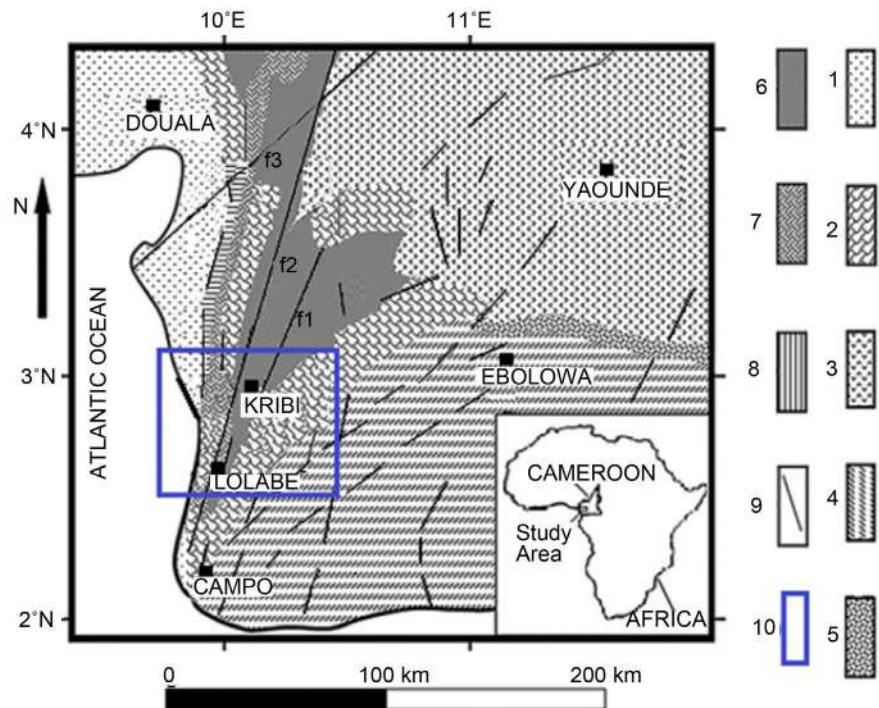 10˚E 11˚E
4˚N
3˚N
2˚N
N
ATLANTIC OCEAN
DOUALA
YAOUNDE
f3
f2
f1
EBOLOWA
KRIBI
LOLABE
CAMPO
CAMEROON
Study
Area
AFRICA
0 100 km 200 km
6 1
7 2
8 3
9 4
10 5